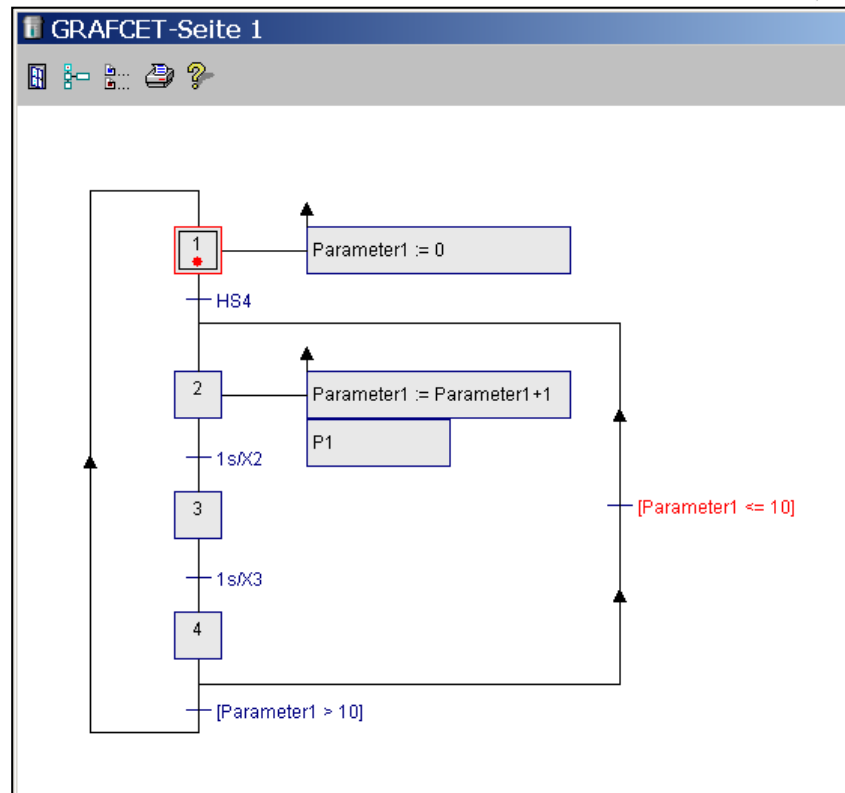 GRAFCET-Seite 1
1
Parameter1 := 0
HS4
2
Parameter1 := Parameter1+1
P1
1s/X2
3
[Parameter1 <= 10]
1s/X3
4
[Parameter1 > 10]